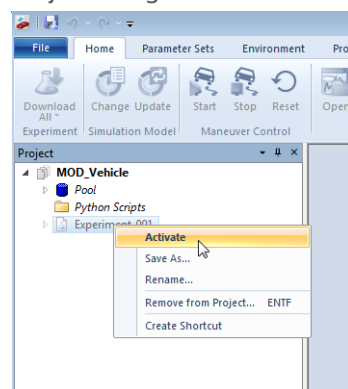 File Home Parameter Sets Environment Pro
Download All Change Update Start Stop Reset Open
Experiment Simulation Model Maneuver Control
Project
MOD_Vehicle
Pool
Python Scripts
Experiment_001
Activate
Save As...
Rename...
Remove from Project... ENTF
Create Shortcut